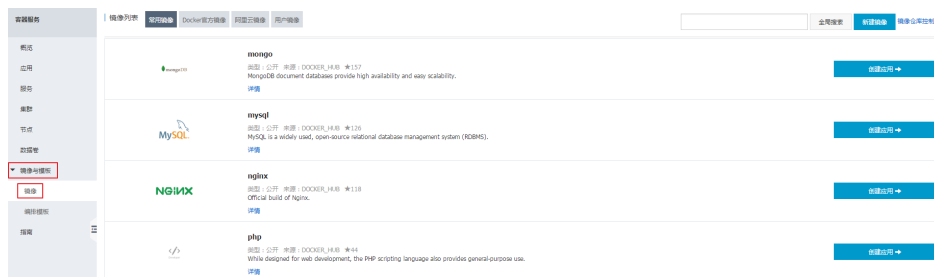 容器服务
镜像列表 常用镜像 Docker官方镜像 阿里云镜像 用户镜像 全局搜索 新建镜像 镜像仓库控制
概览
应用
服务
集群
节点
数据卷
镜像与模板
镜像
编排模板
指南
mongoDB
mongo
类型：公开 来源：DOCKER_HUB ★157
MongoDB document databases provide high availability and easy scalability.
详情
创建应用 ➔
MySQL
mysql
类型：公开 来源：DOCKER_HUB ★126
MySQL is a widely used, open-source relational database management system (RDBMS).
详情
创建应用 ➔
NGINX
nginx
类型：公开 来源：DOCKER_HUB ★118
Official build of Nginx.
详情
创建应用 ➔
php
类型：公开 来源：DOCKER_HUB ★44
While designed for web development, the PHP scripting language also provides general-purpose use.
详情
创建应用 ➔